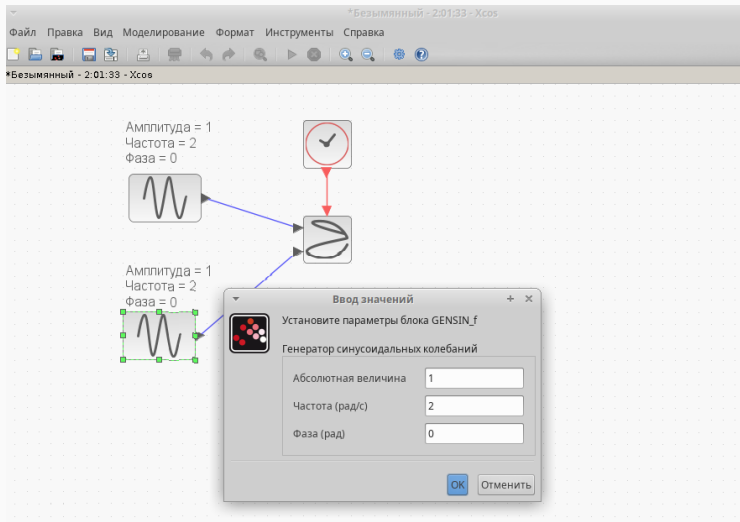 *Безымянный - 2:01:33 - Xcos
Файл Правка Вид Моделирование Формат Инструменты Справка
*Безымянный - 2:01:33 - Xcos
Амплитуда = 1
Частота = 2
Фаза = 0
Амплитуда = 1
Частота = 2
Фаза = 0
Ввод значений
Установите параметры блока GENSIN_f
Генератор синусоидальных колебаний
Абсолютная величина 1
Частота (рад/с) 2
Фаза (рад) 0
OK Отменить